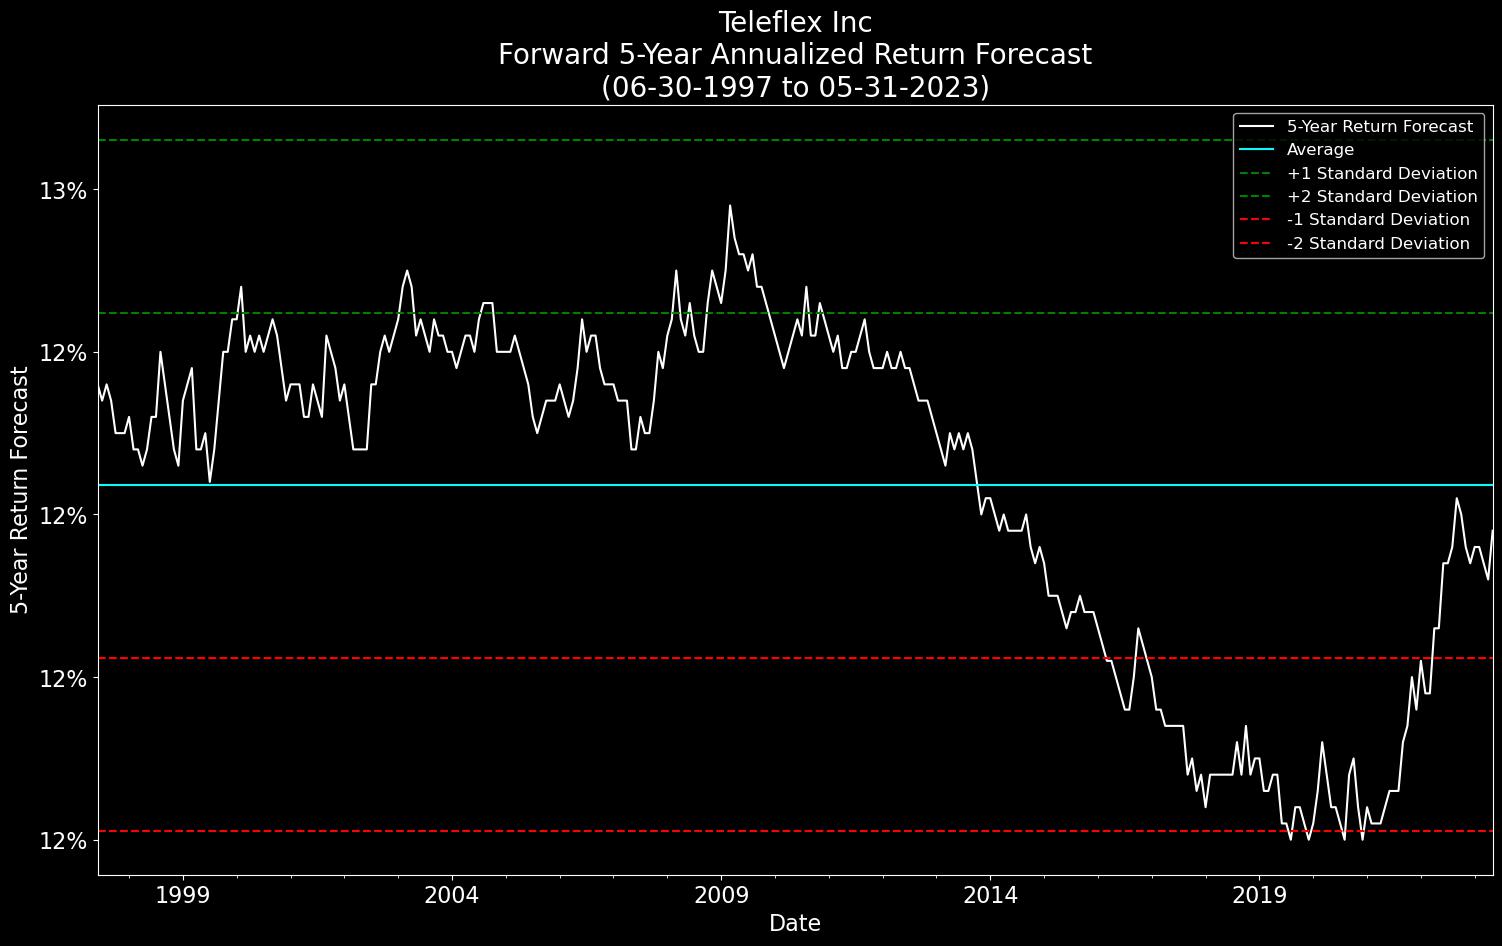 Teleflex Inc
Forward 5-Year Annualized Return Forecast
(06-30-1997 to 05-31-2023)
5-Year Return Forecast
Average
+1 Standard Deviation
+2 Standard Deviation
-1 Standard Deviation
-2 Standard Deviation
13%
12%
12%
12%
12%
5-Year Return Forecast
1999 2004 2009 2014 2019
Date